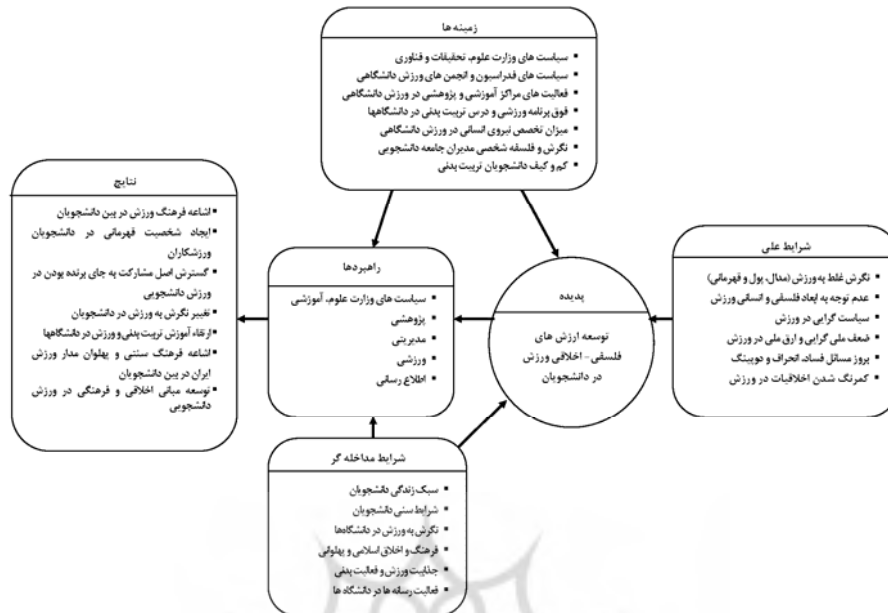 زمینه ها
سیاست های وزارت علوم، تحقیقات و فناوری
سیاست های فدراسیون و انجمن های ورزش دانشگاهی
فعالیت های مراکز آموزشی و پژوهشی در ورزش دانشگاهی
فوق برنامه ورزشی و درس تربیت بدنی در دانشگاهها
میزان تخصص نیروی انسانی در ورزش دانشگاهی
نگرش و فلسفه شخصی مدیران جامعه دانشجویی
کم و کیف دانشجویان تربیت بدنی
شرایط علی
نگرش غلط به ورزش (مدال، پول و قهرمانی)
عدم توجه به ابعاد فلسفی و انسانی ورزش
سیاست گرایی در ورزش
ضعف ملی گرایی و ارق ملی در ورزش
بروز مسائل فساد، انحراف و دوپینگ
کمرنگ شدن اخلاقیات در ورزش
پدیده
توسعه ارزش های
فلسفی - اخلاقی ورزش
در دانشجویان
راهبردها
سیاست های وزارت علوم، آموزشی
پژوهشی
مدیریتی
ورزشی
اطلاع رسانی
نتایج
اشاعه فرهنگ ورزش در بین دانشجویان
ایجاد شخصیت قهرمانی در دانشجویان
ورزشکاران
گسترش اصل مشارکت به جای برنده بودن در
ورزش دانشجویی
تغییر نگرش به ورزش در دانشجویان
ارتقاء آموزش تربیت بدنی و ورزش در دانشگاهها
اشاعه فرهنگ سنتی و پهلوان مدار ورزش
ایران در بین دانشجویان
توسعه مبانی اخلاقی و فرهنگی در ورزش
دانشجویی
شرایط مداخله گر
سبک زندگی دانشجویان
شرایط سنی دانشجویان
نگرش به ورزش در دانشگاه‌ها
فرهنگ و اخلاق اسلامی و پهلوانی
جذابیت ورزش و فعالیت بدنی
فعالیت رسانه ها در دانشگاه ها